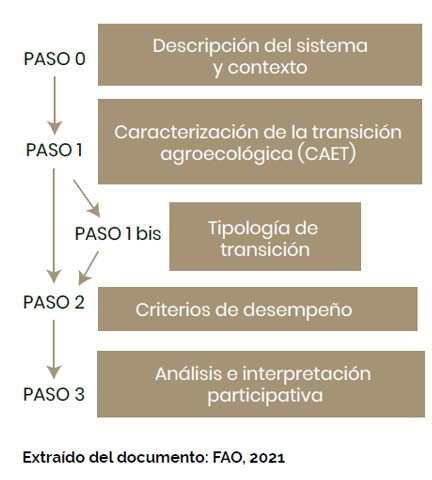 PASO 0
Descripción del sistema
y contexto
PASO 1
Caracterización de la transición
agroecológica (CAET)
PASO 1 bis
Tipología de
transición
PASO 2
Criterios de desempeño
PASO 3
Análisis e interpretación
participativa
Extraído del documento: FAO, 2021